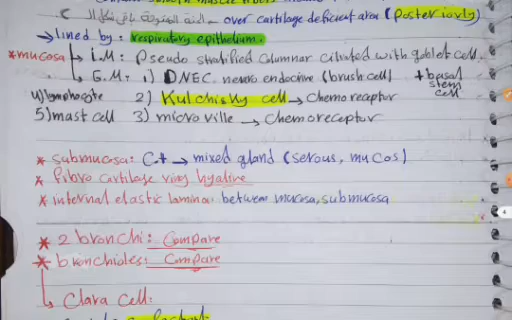 over cartilage deficient area (posteriorly)
→ lined by : respiratory epithelium.
*mucosa → L.M: Pseudo stratified columnar ciliated with goblet cell.
E.M: 1) DNEC. neuro endocrine (brush cell) + basal stem cell
4) lymphocyte 2) Kulchisky cell → chemoreceptor
5) mast cell 3) microville → chemoreceptor
* submucosa: C.t → mixed gland (serous, mucos)
* fibro cartilage ring hyaline
* internal elastic lamina: between mucosa, submucosa
* 2 bronchi: Compare
* bronchioles: Compare
↳ Clara cell: